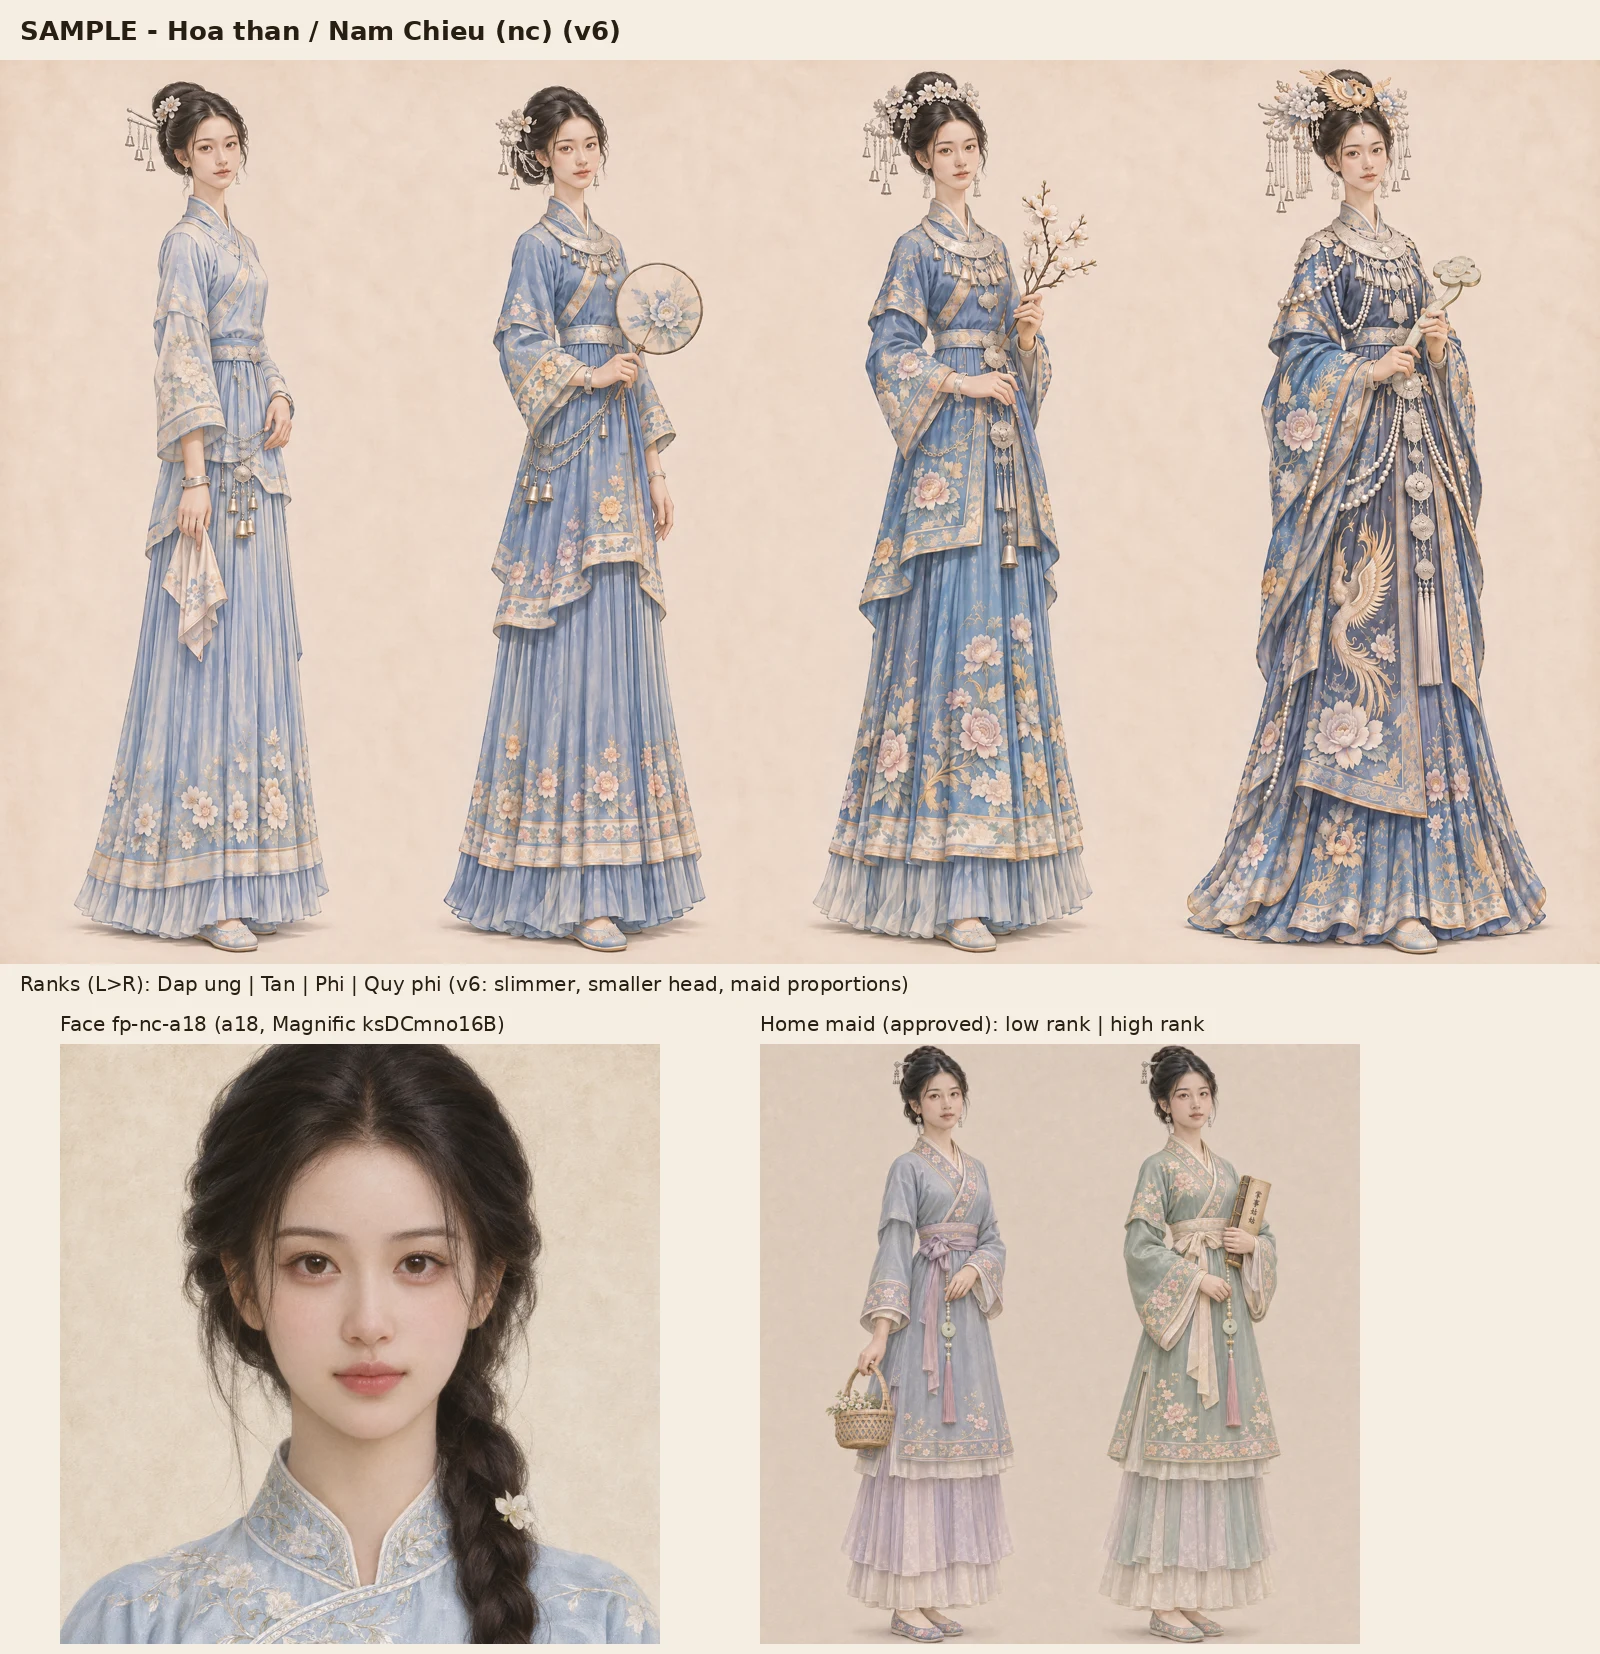 SAMPLE - Hoa than / Nam Chieu (nc) (v6)
Ranks (L>R): Dap ung | Tan | Phi | Quy phi (v6: slimmer, smaller head, maid proportions)
Face fp-nc-a18 (a18, Magnific ksDCmno16B)
Home maid (approved): low rank | high rank